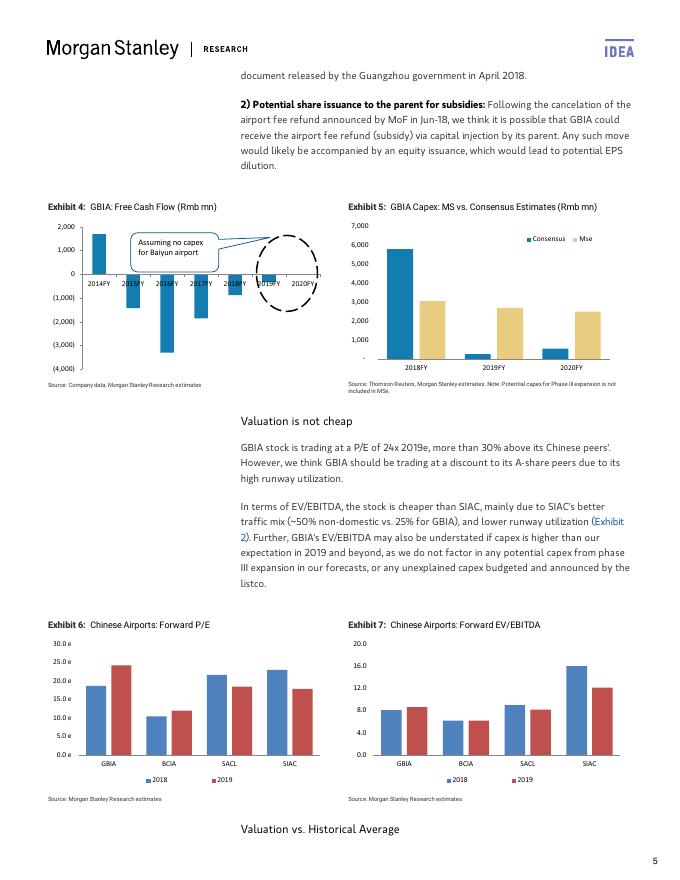 Morgan Stanley | RESEARCH
IDEA
document released by the Guangzhou government in April 2018.
2) Potential share issuance to the parent for subsidies: Following the cancelation of the
airport fee refund announced by MoF in Jun-18, we think it is possible that GBIA could
receive the airport fee refund (subsidy) via capital injection by its parent. Any such move
would likely be accompanied by an equity issuance, which would lead to potential EPS
dilution.
Exhibit 4: GBIA: Free Cash Flow (Rmb mn)
2,000
1,000
0
(1,000)
(2,000)
(3,000)
(4,000)
Assuming no capex
for Baiyun airport
2014FY 2015FY 2016FY 2017FY 2018FY 2019FY 2020FY
Source: Company data, Morgan Stanley Research estimates
Exhibit 5: GBIA Capex: MS vs. Consensus Estimates (Rmb mn)
7,000
6,000
5,000
4,000
3,000
2,000
1,000
-
Consensus Mse
2018FY 2019FY 2020FY
Source: Thomson Reuters, Morgan Stanley estimates. Note: Potential capex for Phase III expansion is not
included in MSe.
Valuation is not cheap
GBIA stock is trading at a P/E of 24x 2019e, more than 30% above its Chinese peers'.
However, we think GBIA should be trading at a discount to its A-share peers due to its
high runway utilization.
In terms of EV/EBITDA, the stock is cheaper than SIAC, mainly due to SIAC's better
traffic mix (~50% non-domestic vs. 25% for GBIA), and lower runway utilization (Exhibit
2). Further, GBIA's EV/EBITDA may also be understated if capex is higher than our
expectation in 2019 and beyond, as we do not factor in any potential capex from phase
III expansion in our forecasts, or any unexplained capex budgeted and announced by the
listco.
Exhibit 6: Chinese Airports: Forward P/E
30.0 e
25.0 e
20.0 e
15.0 e
10.0 e
5.0 e
0.0 e
GBIA BCIA SACL SIAC
2018 2019
Source: Morgan Stanley Research estimates
Exhibit 7: Chinese Airports: Forward EV/EBITDA
20.0
16.0
12.0
8.0
4.0
0.0
GBIA BCIA SACL SIAC
2018 2019
Source: Morgan Stanley Research estimates
Valuation vs. Historical Average
5